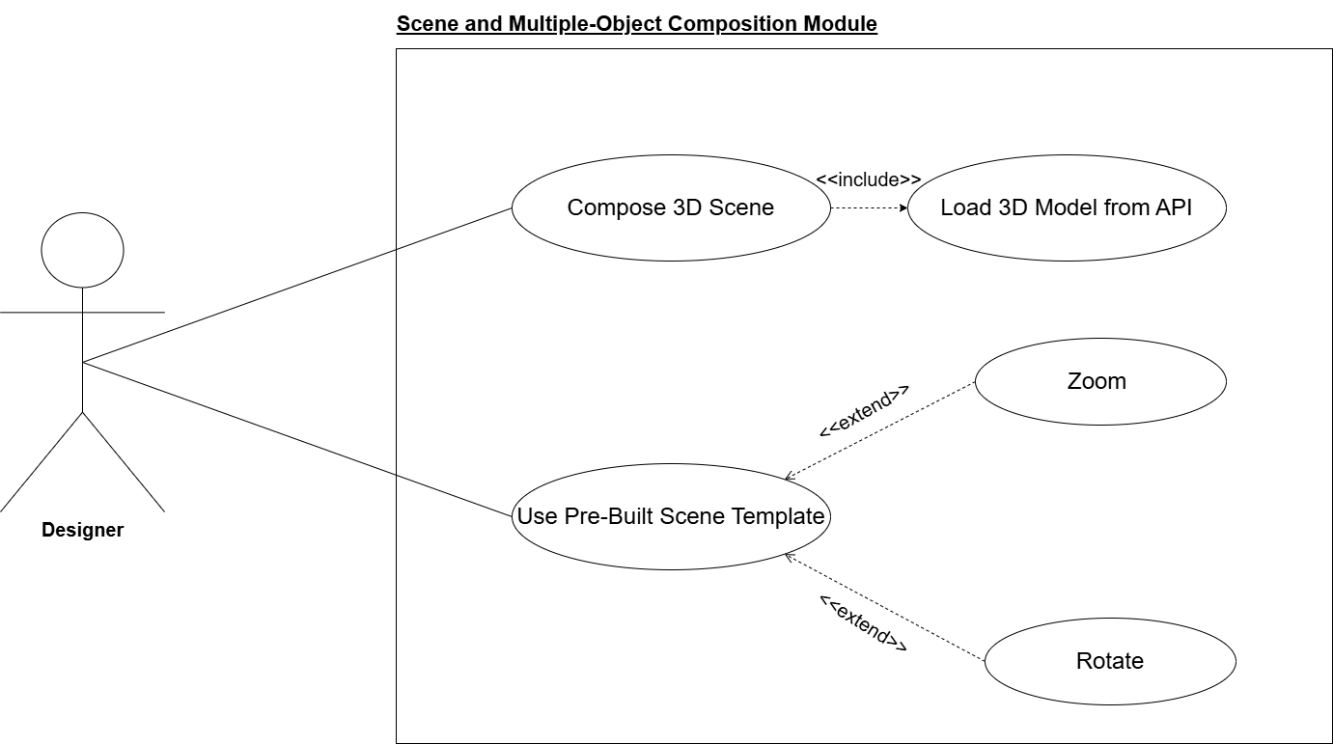 Scene and Multiple-Object Composition Module
<<include>>
Compose 3D Scene
Load 3D Model from API
Zoom
<<extend>>
Use Pre-Built Scene Template
Designer
<<extend>>
Rotate